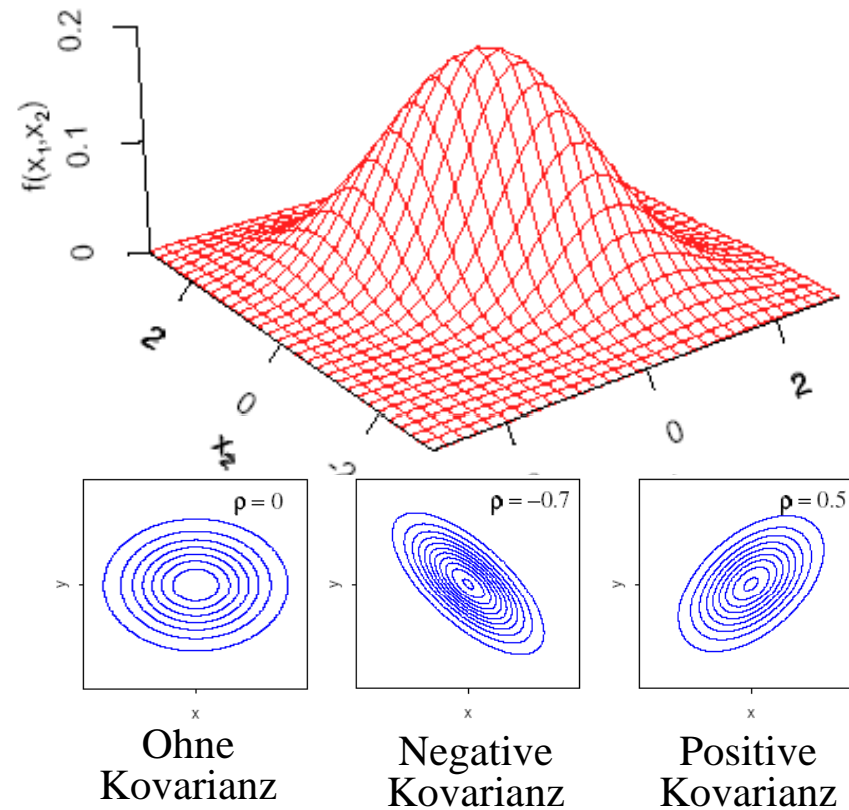 0.2
0.1
0
f(x₁,x₂)
2
0
x₂
0
2
ρ = 0
ρ = −0.7
ρ = 0.5
y
y
y
x
x
x
Ohne
Kovarianz
Negative
Kovarianz
Positive
Kovarianz